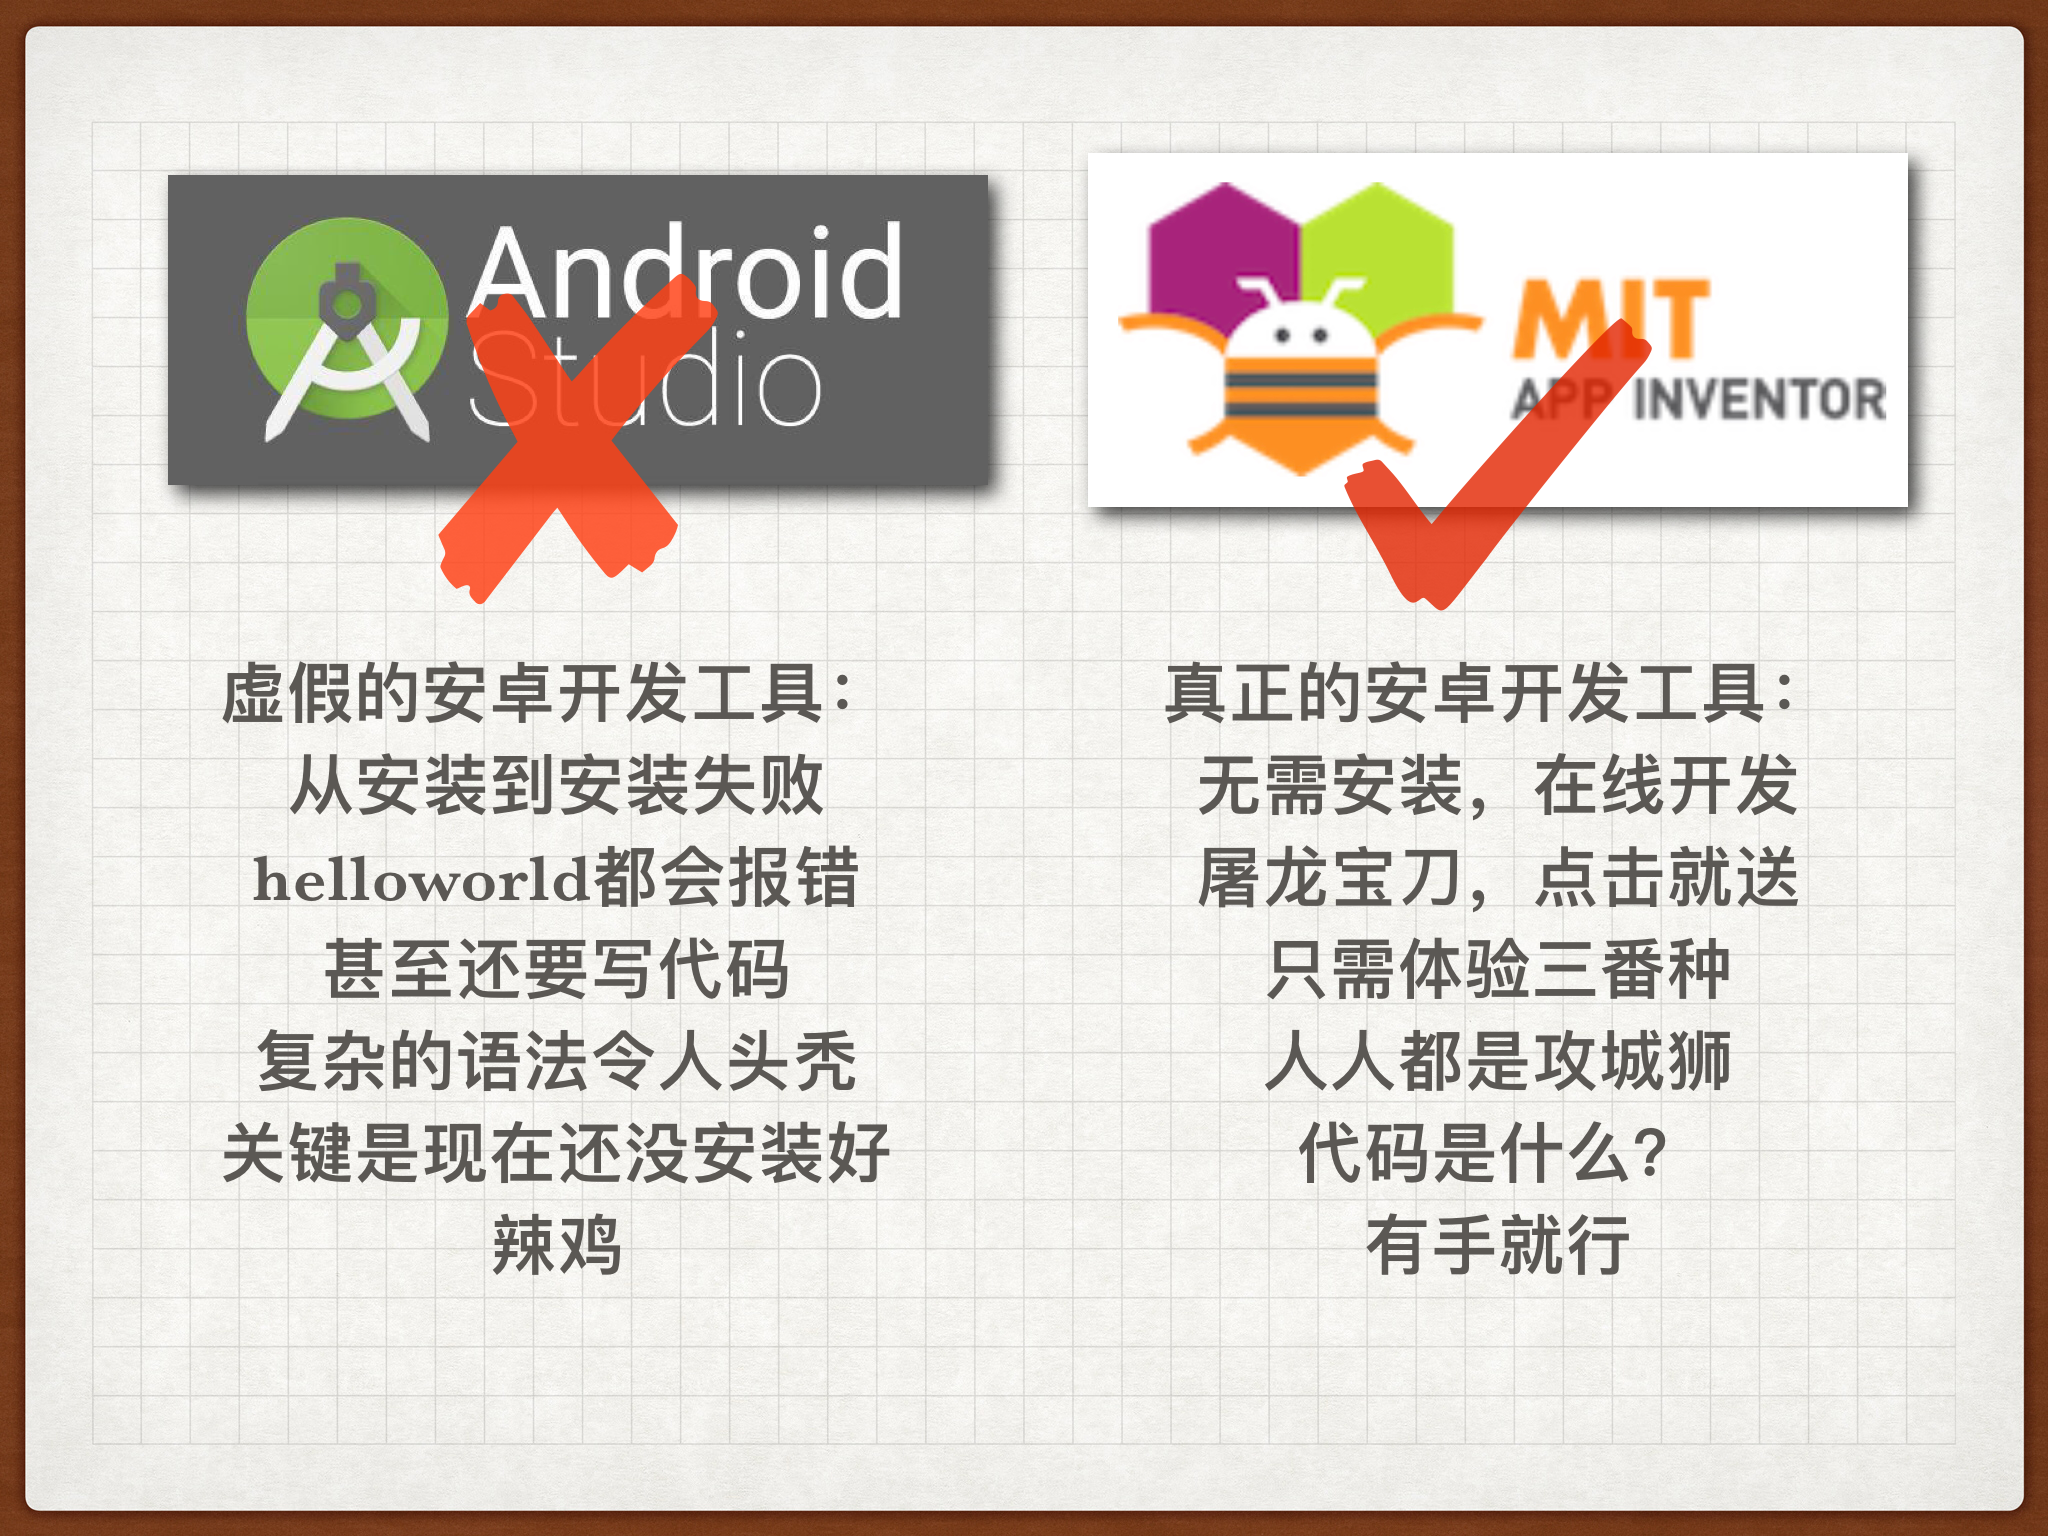 Android
Studio
MIT
APP INVENTOR
虚假的安卓开发工具：
从安装到安装失败
helloworld都会报错
甚至还要写代码
复杂的语法令人头秃
关键是现在还没安装好
辣鸡
真正的安卓开发工具：
无需安装，在线开发
屠龙宝刀，点击就送
只需体验三番种
人人都是攻城狮
代码是什么？
有手就行